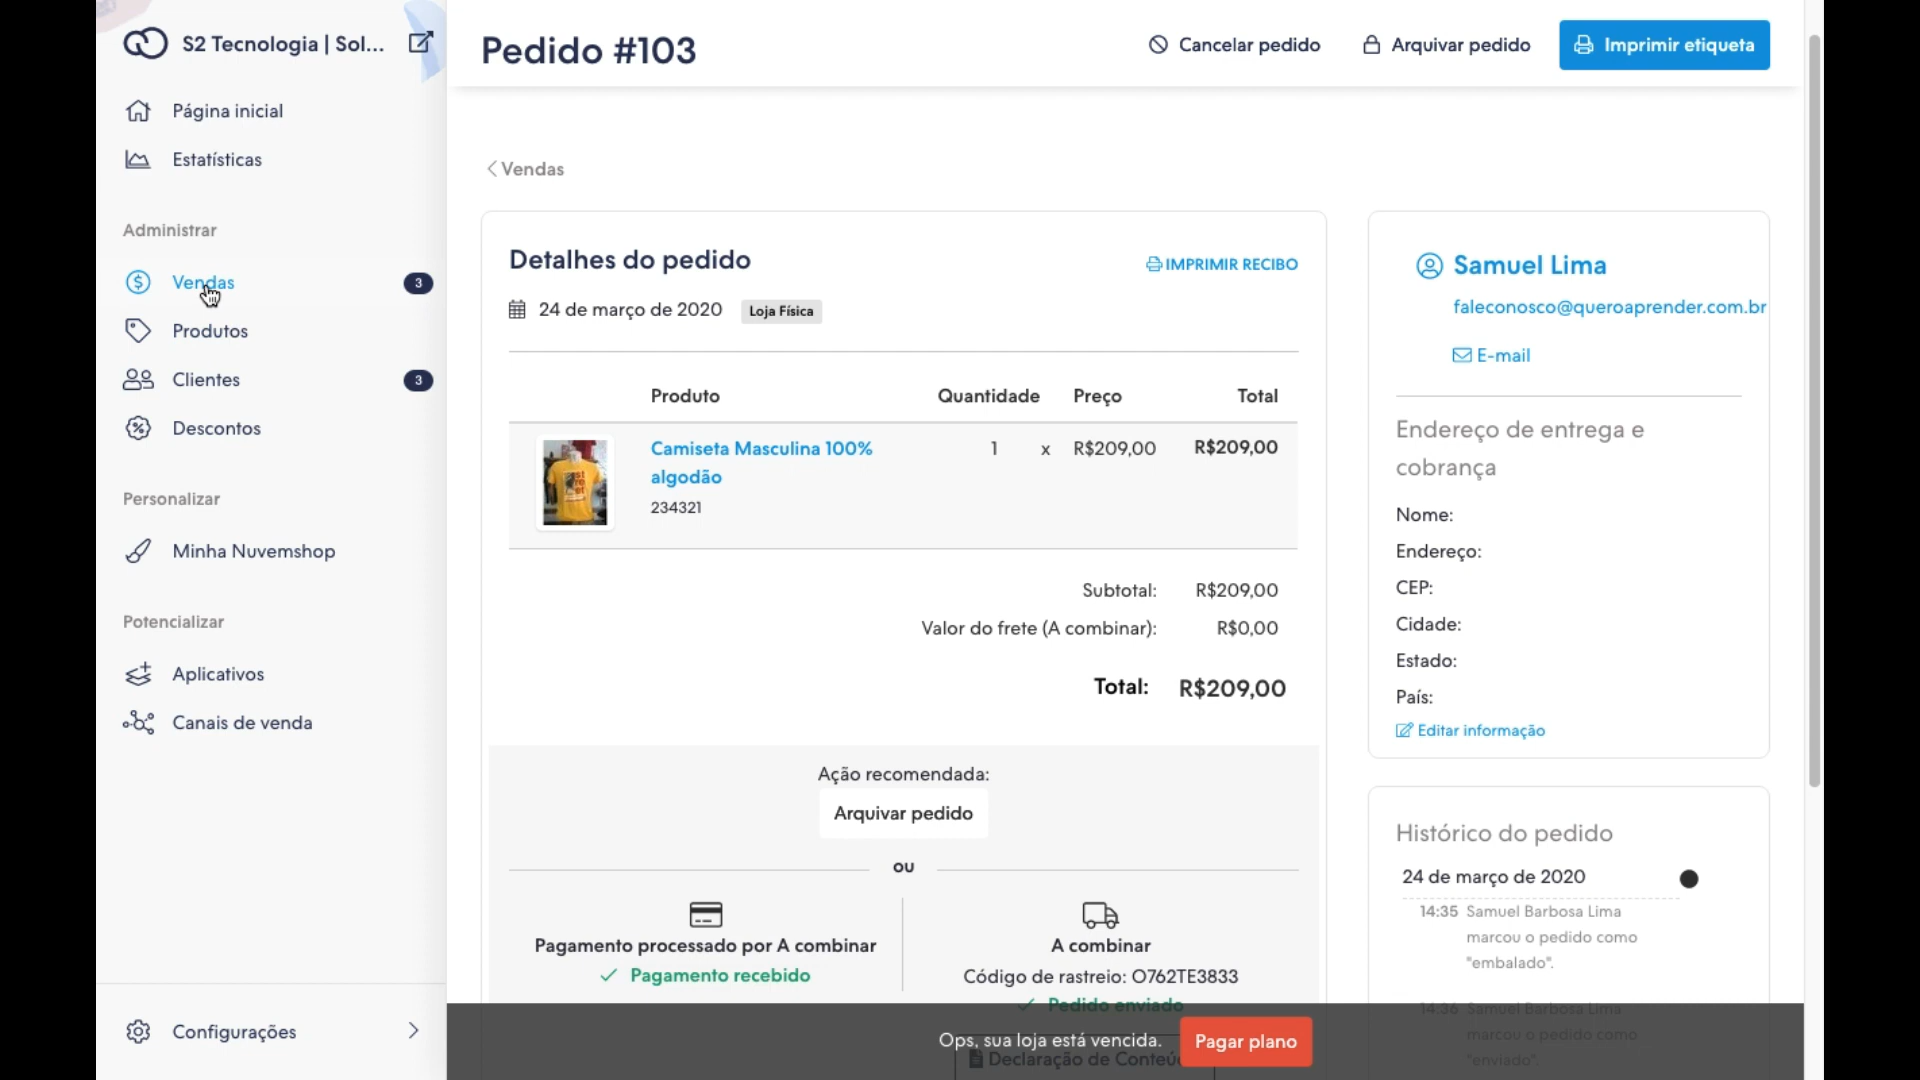 S2 Tecnologia | Sol...
Página inicial
Estatísticas
Administrar
Vendas 3
Produtos
Clientes 3
Descontos
Personalizar
Minha Nuvemshop
Potencializar
Aplicativos
Canais de venda
Configurações
Pedido #103
Cancelar pedido
Arquivar pedido
Imprimir etiqueta
Vendas
Detalhes do pedido
IMPRIMIR RECIBO
24 de março de 2020 Loja Física
Produto Quantidade Preço Total
Camiseta Masculina 100% 1 x R$209,00 R$209,00
algodão
234321
Subtotal: R$209,00
Valor do frete (A combinar): R$0,00
Total: R$209,00
Ação recomendada:
Arquivar pedido
ou
Pagamento processado por A combinar
Pagamento recebido
A combinar
Código de rastreio: O762TE3833
Pedido enviado
Declaração de Conteú
Samuel Lima
faleconosco@queroaprender.com.br
E-mail
Endereço de entrega e
cobrança
Nome:
Endereço:
CEP:
Cidade:
Estado:
País:
Editar informação
Histórico do pedido
24 de março de 2020
14:35 Samuel Barbosa Lima
marcou o pedido como
"embalado".
14:36 Samuel Barbosa Lima
marcou o pedido como
"enviado".
Ops, sua loja está vencida. Pagar plano